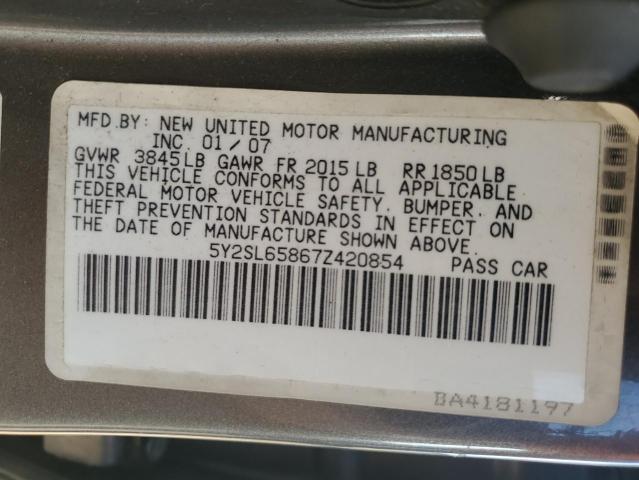 MFD.BY: NEW UNITED MOTOR MANUFACTURING
INC. 01/07
GVWR 3845LB GAWR FR 2015LB RR 1850LB
THIS VEHICLE CONFORMS TO ALL APPLICABLE
FEDERAL MOTOR VEHICLE SAFETY, BUMPER, AND
THEFT PREVENTION STANDARDS IN EFFECT ON
THE DATE OF MANUFACTURE SHOWN ABOVE.
5Y2SL65867Z420854 PASS CAR
BA4181197